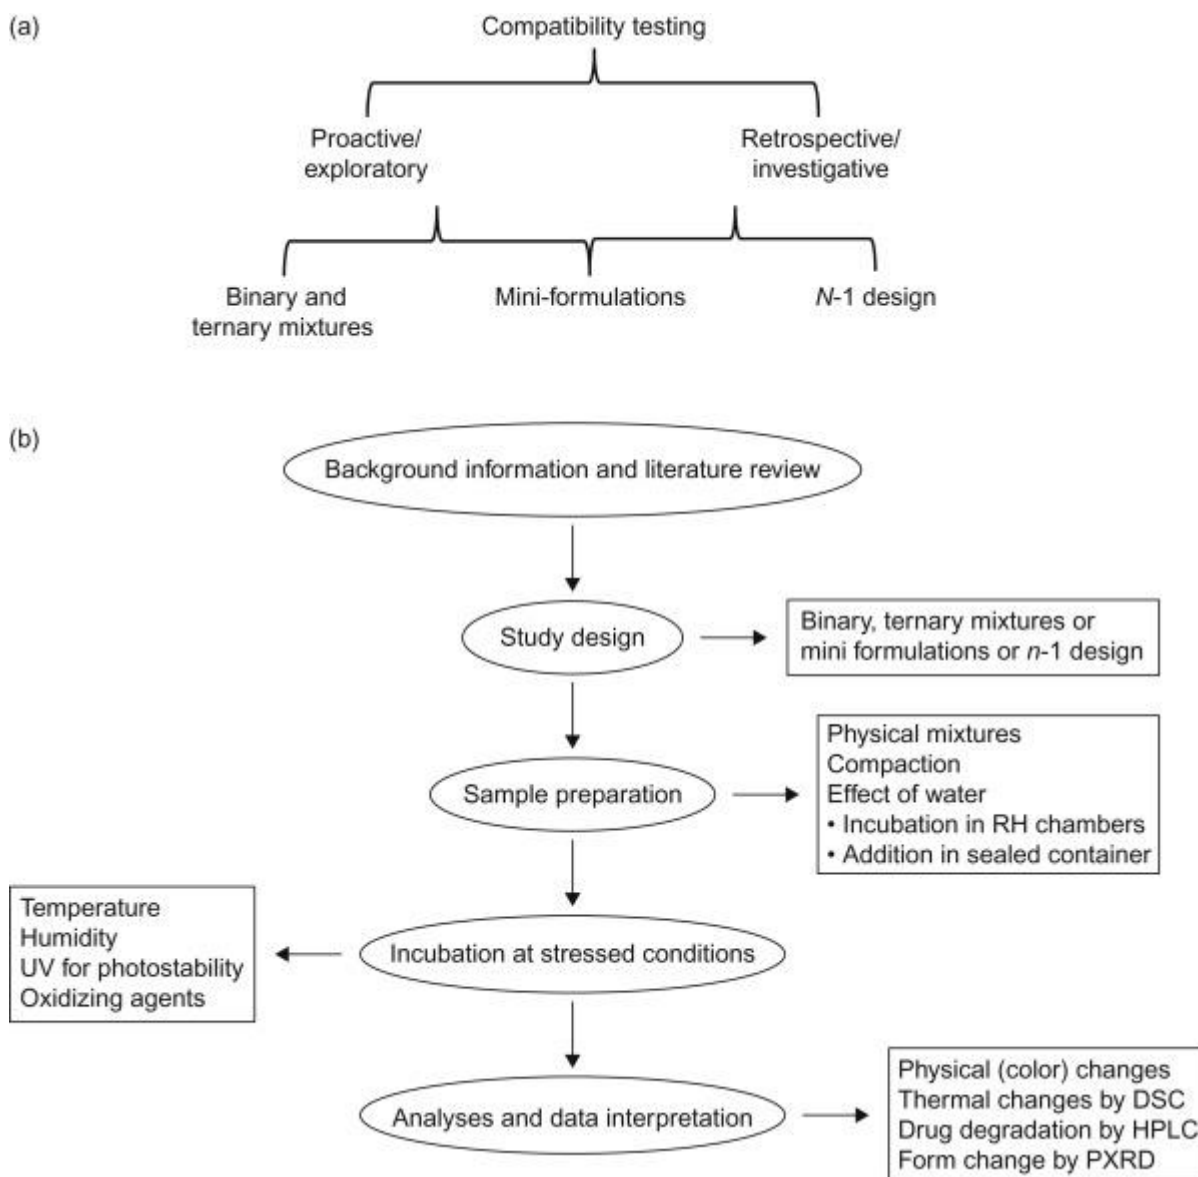 (a)
Compatibility testing
Proactive/
exploratory
Retrospective/
investigative
Binary and
ternary mixtures
Mini-formulations
N-1 design
(b)
Background information and literature review
Study design
Binary, ternary mixtures or
mini formulations or n-1 design
Sample preparation
Physical mixtures
Compaction
Effect of water
• Incubation in RH chambers
• Addition in sealed container
Temperature
Humidity
UV for photostability
Oxidizing agents
Incubation at stressed conditions
Analyses and data interpretation
Physical (color) changes
Thermal changes by DSC
Drug degradation by HPLC
Form change by PXRD